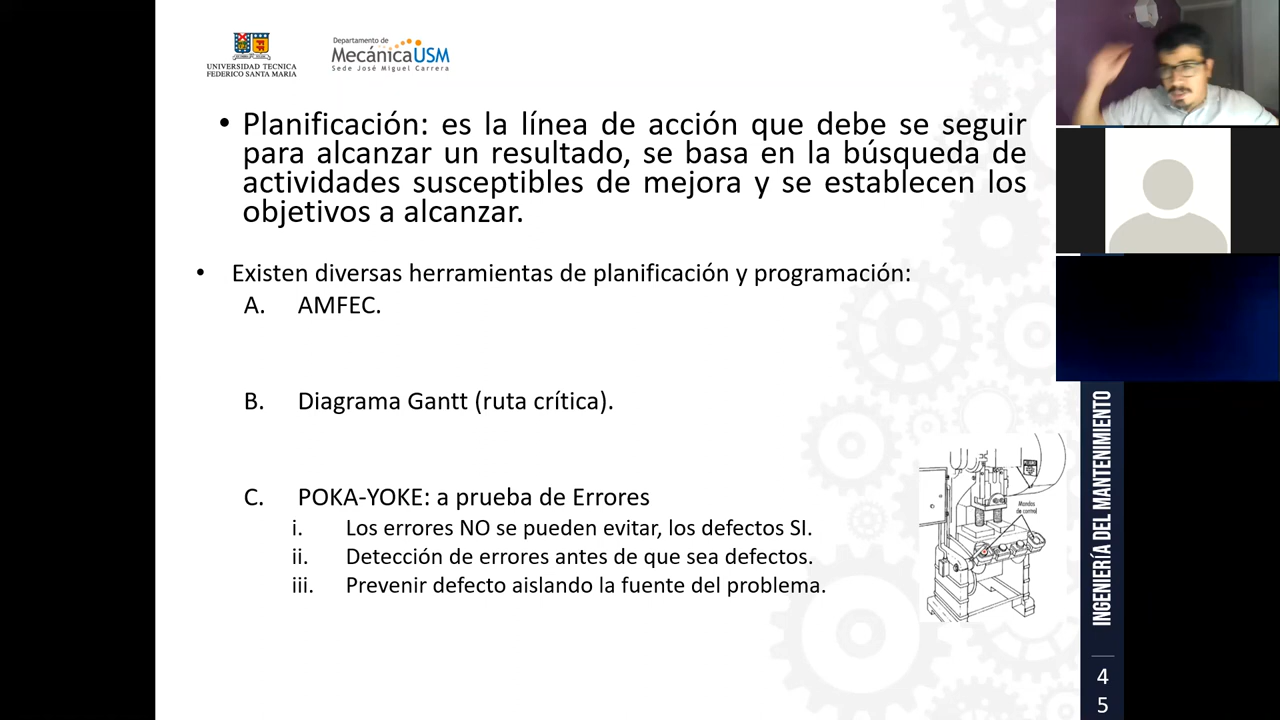 UNIVERSIDAD TECNICA
FEDERICO SANTA MARIA
Departamento de
MecánicaUSM
Sede José Miguel Carrera
• Planificación: es la línea de acción que debe se seguir
para alcanzar un resultado, se basa en la búsqueda de
actividades susceptibles de mejora y se establecen los
objetivos a alcanzar.
• Existen diversas herramientas de planificación y programación:
A. AMFEC.
B. Diagrama Gantt (ruta crítica).
C. POKA-YOKE: a prueba de Errores
i. Los errores NO se pueden evitar, los defectos SI.
ii. Detección de errores antes de que sea defectos.
iii. Prevenir defecto aislando la fuente del problema.
Mandos
de control
INGENIERÍA DEL MANTENIMIENTO
4
5